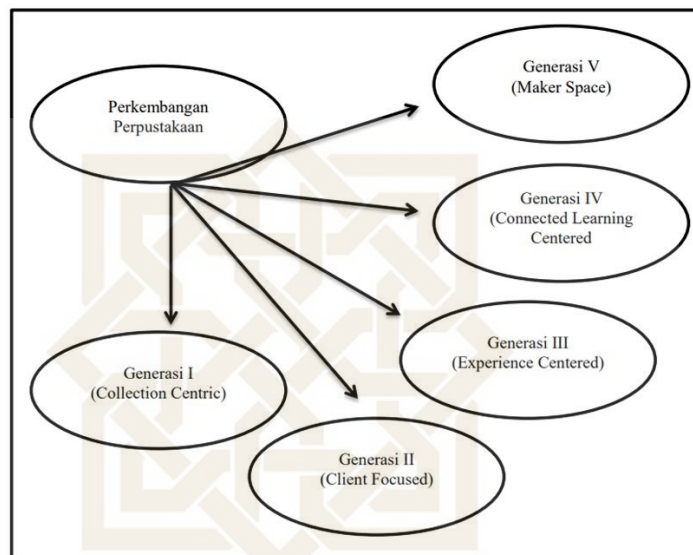 Perkembangan
Perpustakaan
Generasi V
(Maker Space)
Generasi IV
(Connected Learning
Centered
Generasi III
(Experience Centered)
Generasi I
(Collection Centric)
Generasi II
(Client Focused)